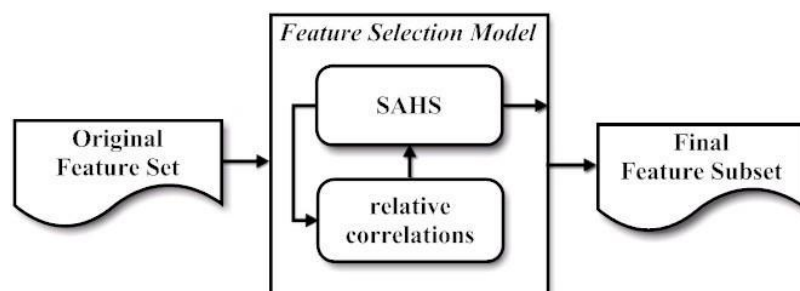 Feature Selection Model
SAHS
Original
Feature Set
relative
correlations
Final
Feature Subset